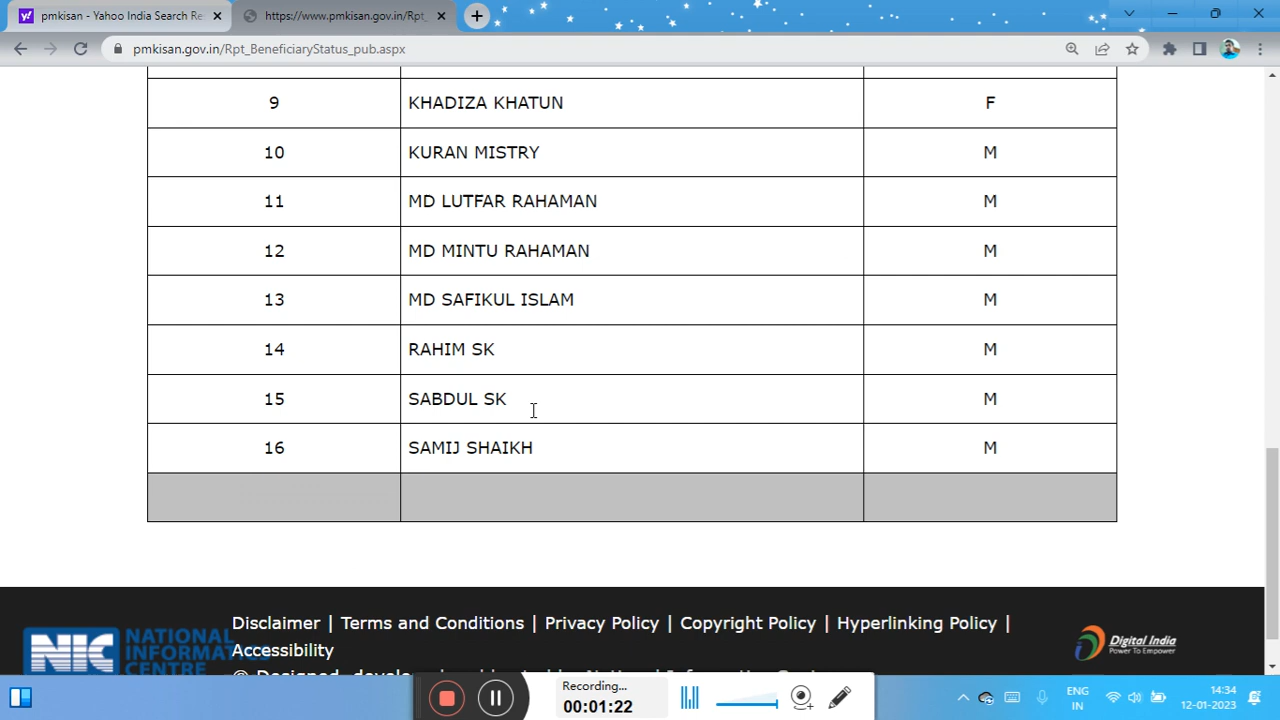 pmkisan - Yahoo India Search Re
https://www.pmkisan.gov.in/Rpt_
pmkisan.gov.in/Rpt_BeneficiaryStatus_pub.aspx
9 KHADIZA KHATUN F
10 KURAN MISTRY M
11 MD LUTFAR RAHAMAN M
12 MD MINTU RAHAMAN M
13 MD SAFIKUL ISLAM M
14 RAHIM SK M
15 SABDUL SK M
16 SAMIJ SHAIKH M
Disclaimer | Terms and Conditions | Privacy Policy | Copyright Policy | Hyperlinking Policy |
Accessibility
NIC NATIONAL INFORMATICS CENTRE
Digital India
Power To Empower
Recording...
00:01:22
ENG
IN
14:34
12-01-2023